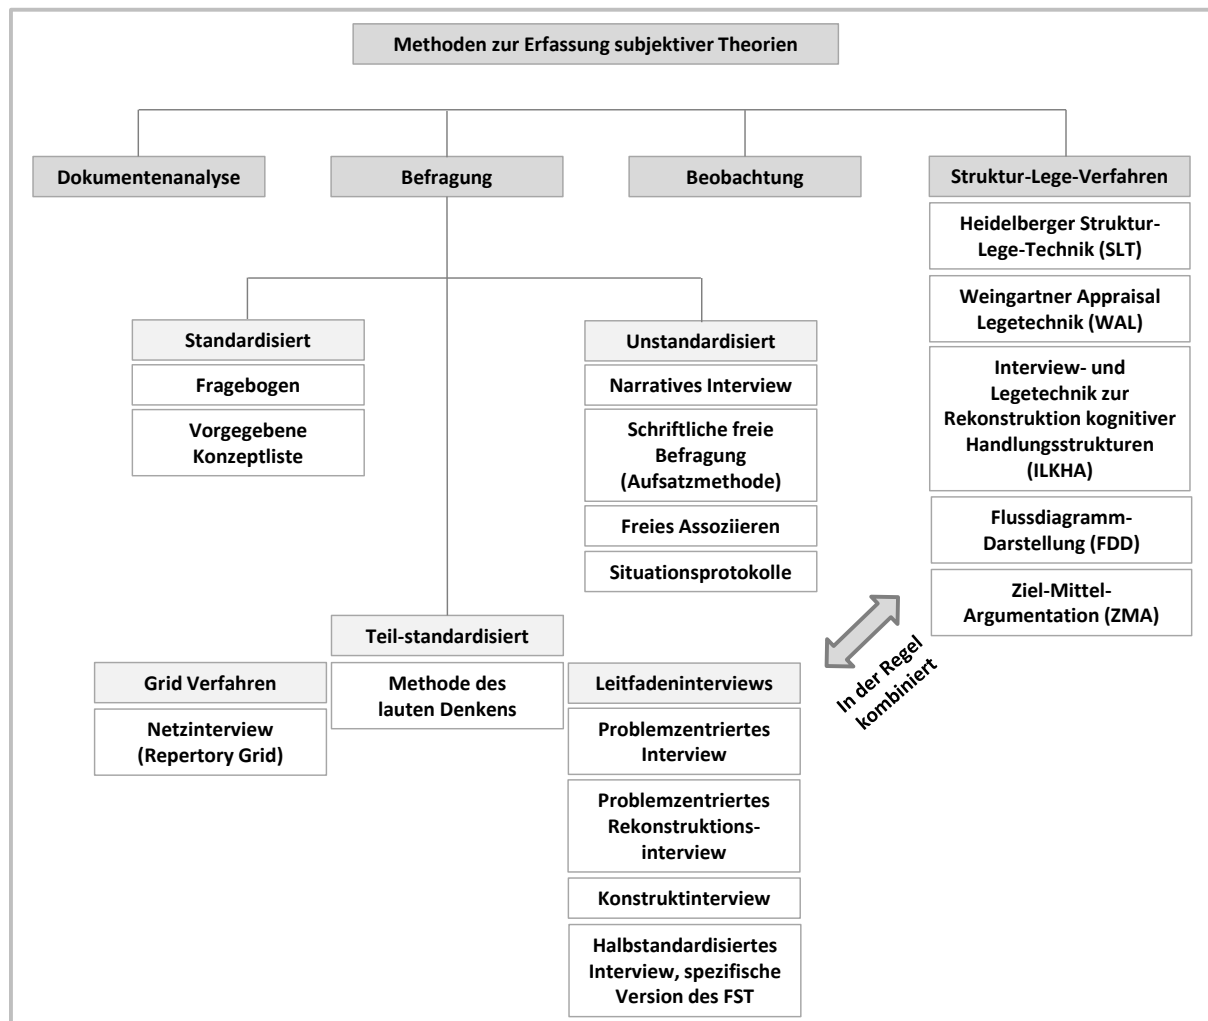 Methoden zur Erfassung subjektiver Theorien
Dokumentenanalyse
Befragung
Beobachtung
Struktur-Lege-Verfahren
Heidelberger Struktur-
Lege-Technik (SLT)
Weingartner Appraisal
Legetechnik (WAL)
Interview- und
Legetechnik zur
Rekonstruktion kognitiver
Handlungsstrukturen
(ILKHA)
Flussdiagramm-
Darstellung (FDD)
Ziel-Mittel-
Argumentation (ZMA)
Standardisiert
Fragebogen
Vorgegebene
Konzeptliste
Unstandardisiert
Narratives Interview
Schriftliche freie
Befragung
(Aufsatzmethode)
Freies Assoziieren
Situationsprotokolle
Teil-standardisiert
Grid Verfahren
Netzinterview
(Repertory Grid)
Methode des
lauten Denkens
Leitfadeninterviews
Problemzentriertes
Interview
Problemzentriertes
Rekonstruktions-
interview
Konstruktinterview
Halbstandardisiertes
Interview, spezifische
Version des FST
In der Regel
kombiniert